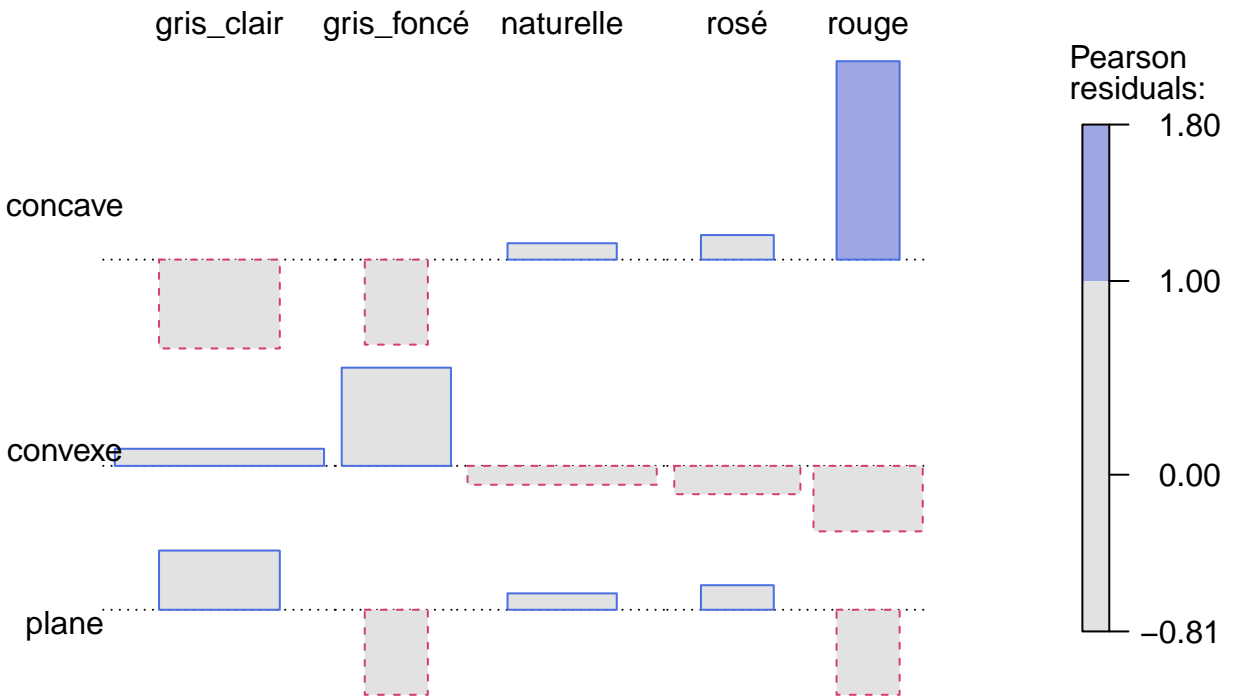 gris_clair gris_foncé naturelle rosé rouge
Pearson
residuals:
1.80
concave
1.00
convexe
0.00
plane
−0.81